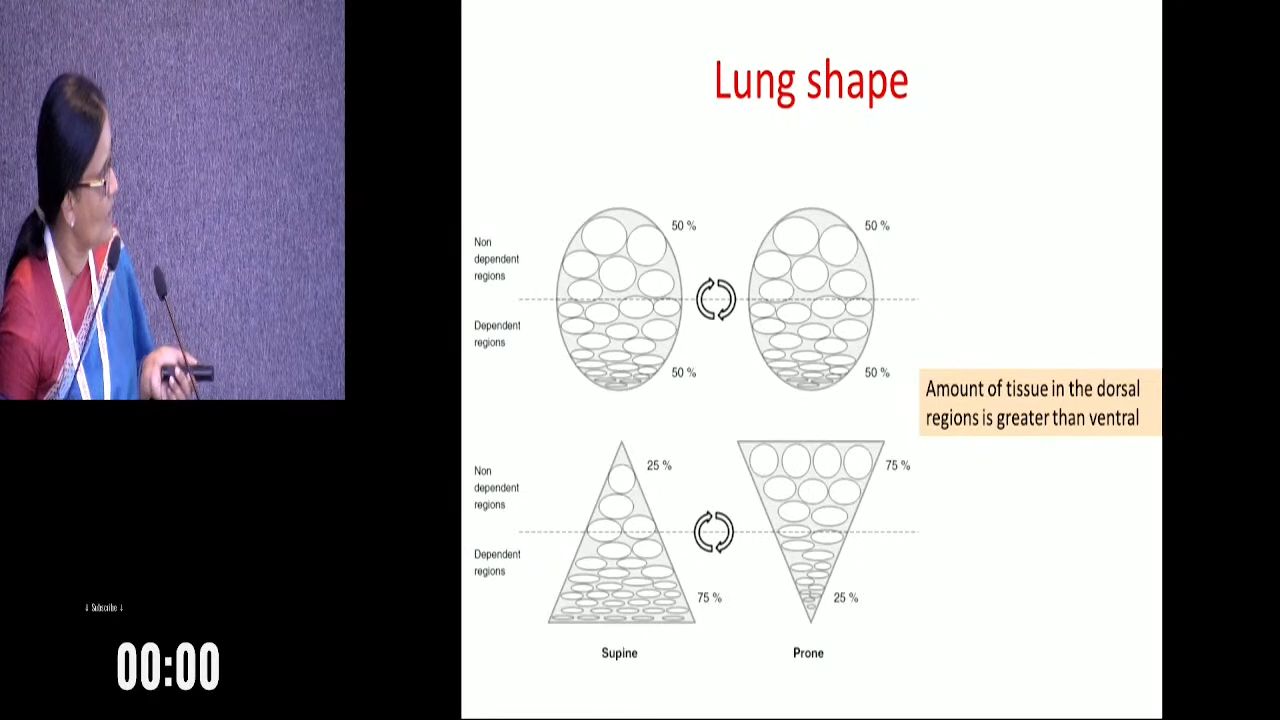 Lung shape
50 %
50 %
Non
dependent
regions
Dependent
regions
50 %
50 %
Amount of tissue in the dorsal
regions is greater than ventral
25 %
75 %
Non
dependent
regions
Dependent
regions
75 %
25 %
Supine
Prone
↓ Subscribe ↓
00:00